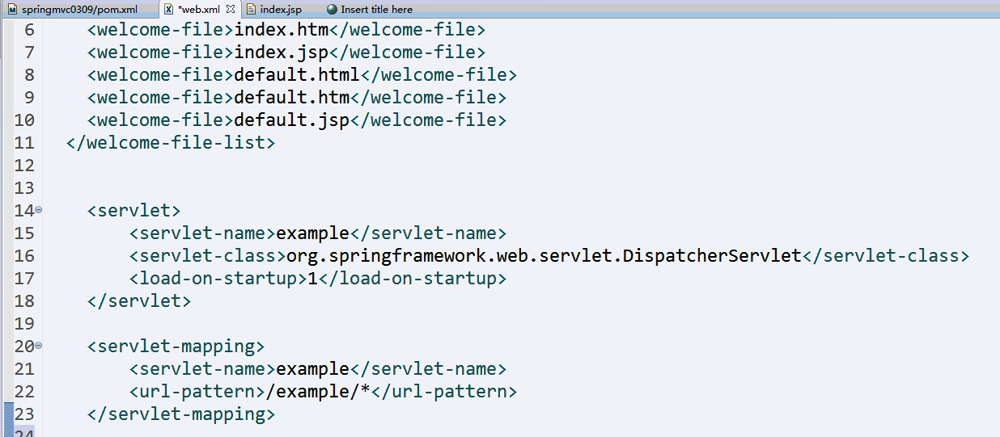 springmvc0309/pom.xml *web.xml index.jsp Insert title here
6 <welcome-file>index.htm</welcome-file>
7 <welcome-file>index.jsp</welcome-file>
8 <welcome-file>default.html</welcome-file>
9 <welcome-file>default.htm</welcome-file>
10 <welcome-file>default.jsp</welcome-file>
11 </welcome-file-list>
12
13
14 <servlet>
15 <servlet-name>example</servlet-name>
16 <servlet-class>org.springframework.web.servlet.DispatcherServlet</servlet-class>
17 <load-on-startup>1</load-on-startup>
18 </servlet>
19
20 <servlet-mapping>
21 <servlet-name>example</servlet-name>
22 <url-pattern>/example/*</url-pattern>
23 </servlet-mapping>
24